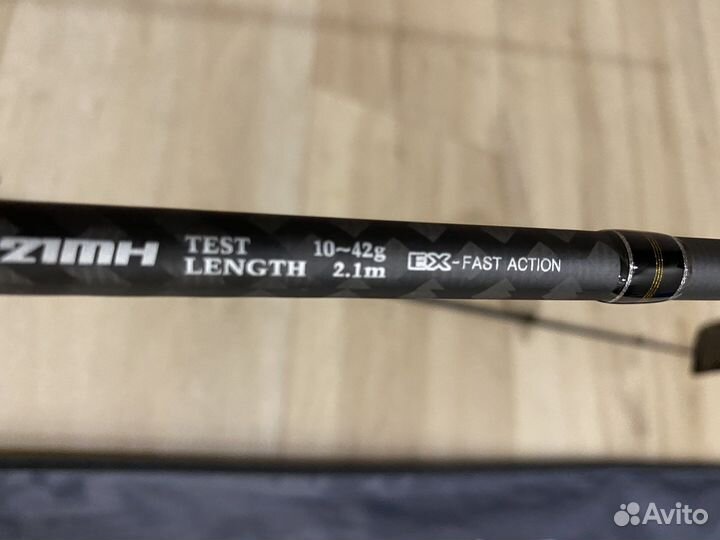 21MH TEST 10~42g EX-FAST ACTION
LENGTH 2.1m
Avito